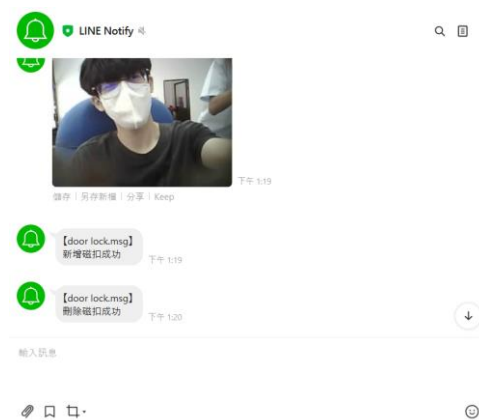 LINE Notify
下午 1:19
儲存 | 另存新檔 | 分享 | Keep
【door lock.msg】
新增磁扣成功
下午 1:19
【door lock.msg】
刪除磁扣成功
下午 1:20
輸入訊息